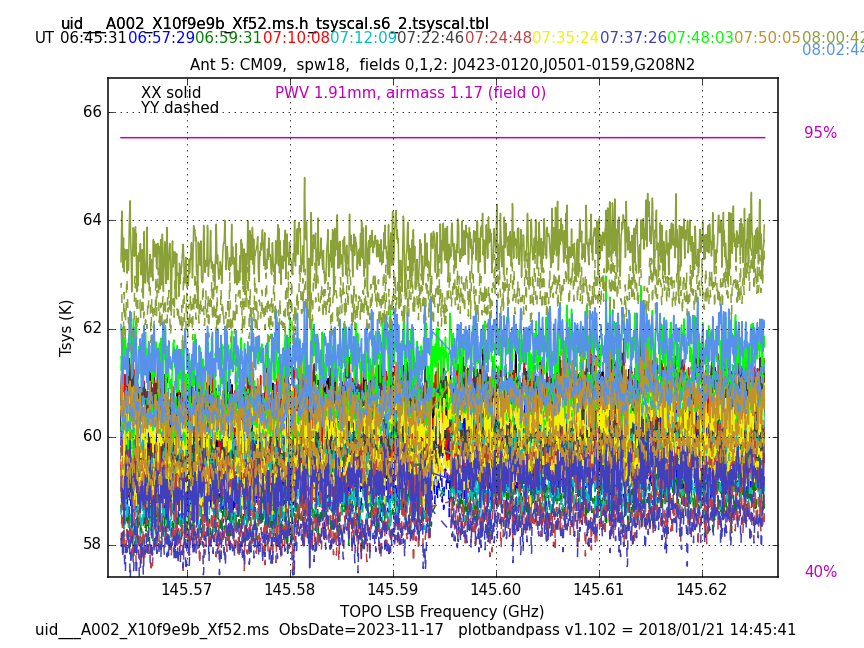 uid___A002_X10f9e9b_Xf52.ms.h_tsyscal.s6_2.tsyscal.tbl
UT 06:45:31 06:57:29 06:59:31 07:10:08 07:12:09 07:22:46 07:24:48 07:35:24 07:37:26 07:48:03 07:50:05 08:00:42
08:02:44
Ant 5: CM09,  spw18,  fields 0,1,2: J0423-0120,J0501-0159,G208N2
XX solid PWV 1.91mm, airmass 1.17 (field 0)
YY dashed
66
95%
64
62
60
58
Tsys (K)
40%
145.57 145.58 145.59 145.60 145.61 145.62
TOPO LSB Frequency (GHz)
uid___A002_X10f9e9b_Xf52.ms  ObsDate=2023-11-17   plotbandpass v1.102 = 2018/01/21 14:45:41